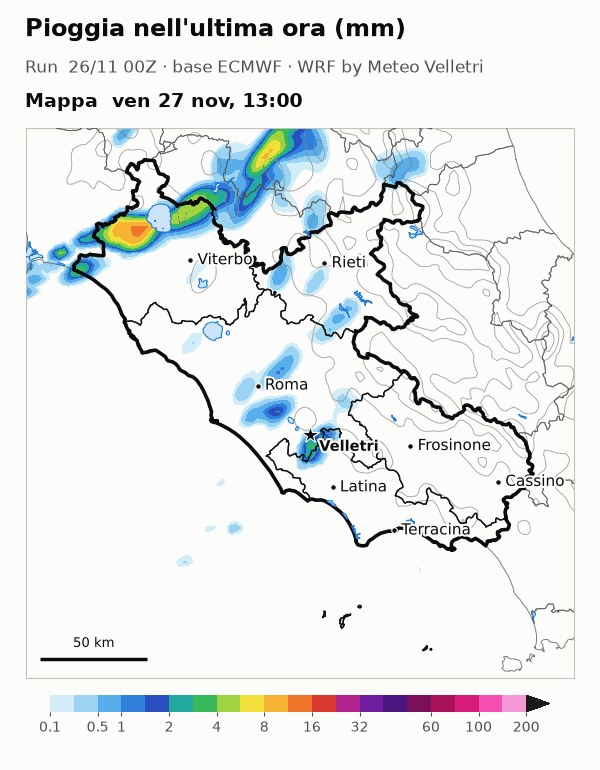 Pioggia nell'ultima ora (mm)
Run  26/11 00Z · base ECMWF · WRF by Meteo Velletri
Mappa  ven 27 nov, 13:00
Viterbo
Rieti
Roma
Velletri
Frosinone
Latina
Cassino
Terracina
50 km
0.1 0.5 1 2 4 8 16 32 60 100 200